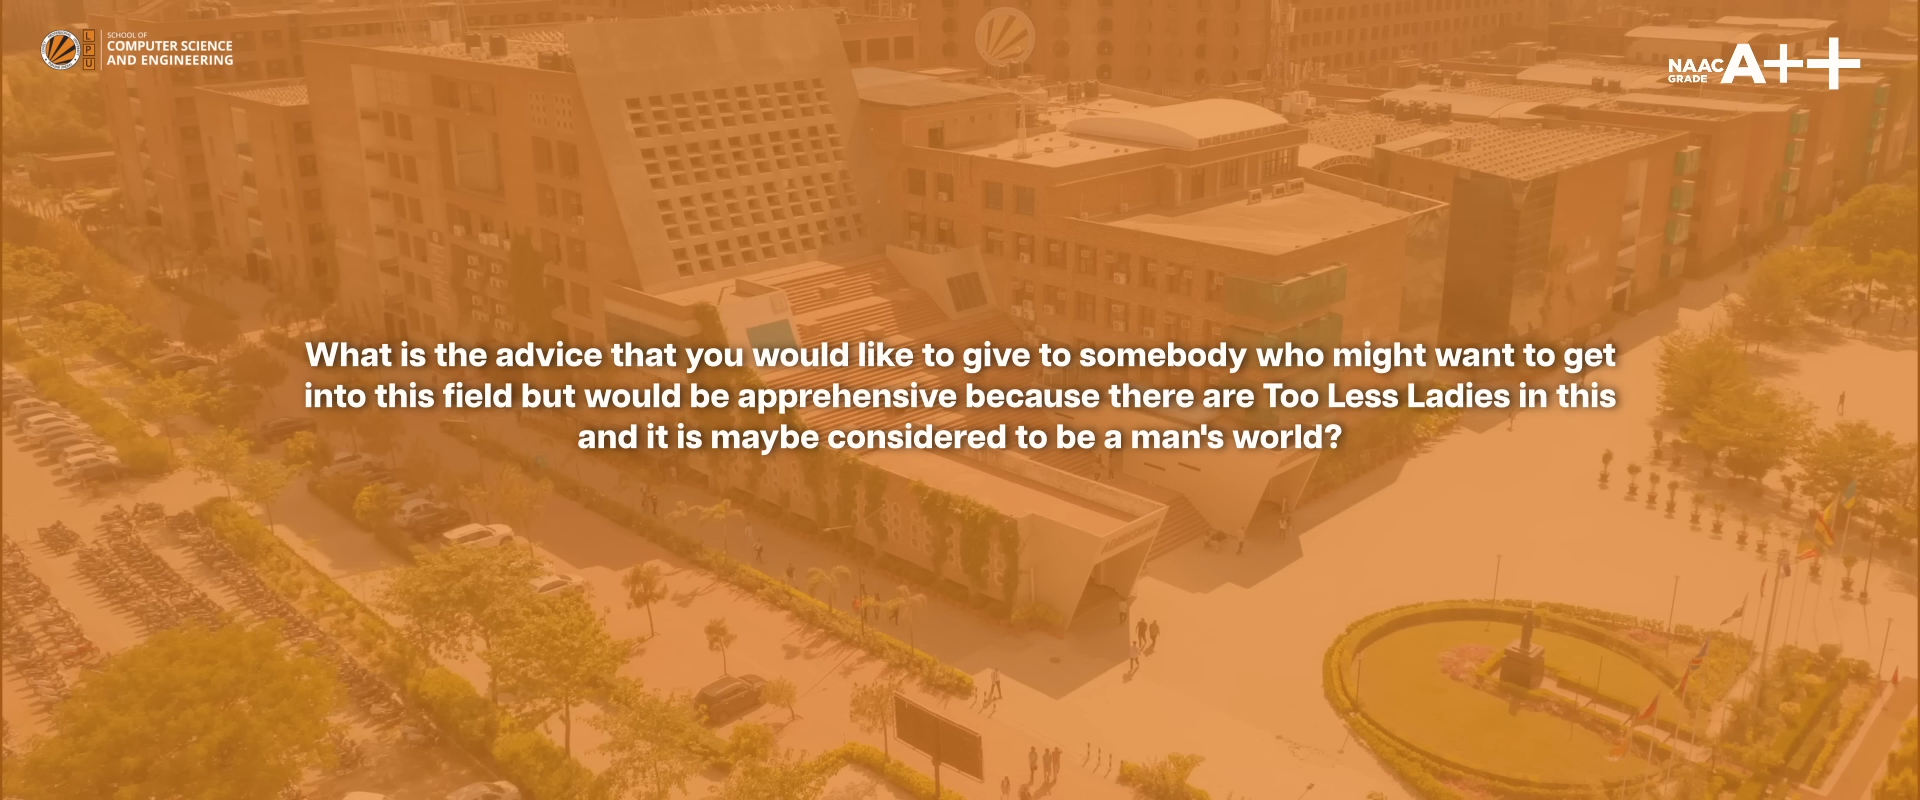 SCHOOL OF
COMPUTER SCIENCE
AND ENGINEERING
LPU
NAAC
GRADE
A++
What is the advice that you would like to give to somebody who might want to get
into this field but would be apprehensive because there are Too Less Ladies in this
and it is maybe considered to be a man's world?